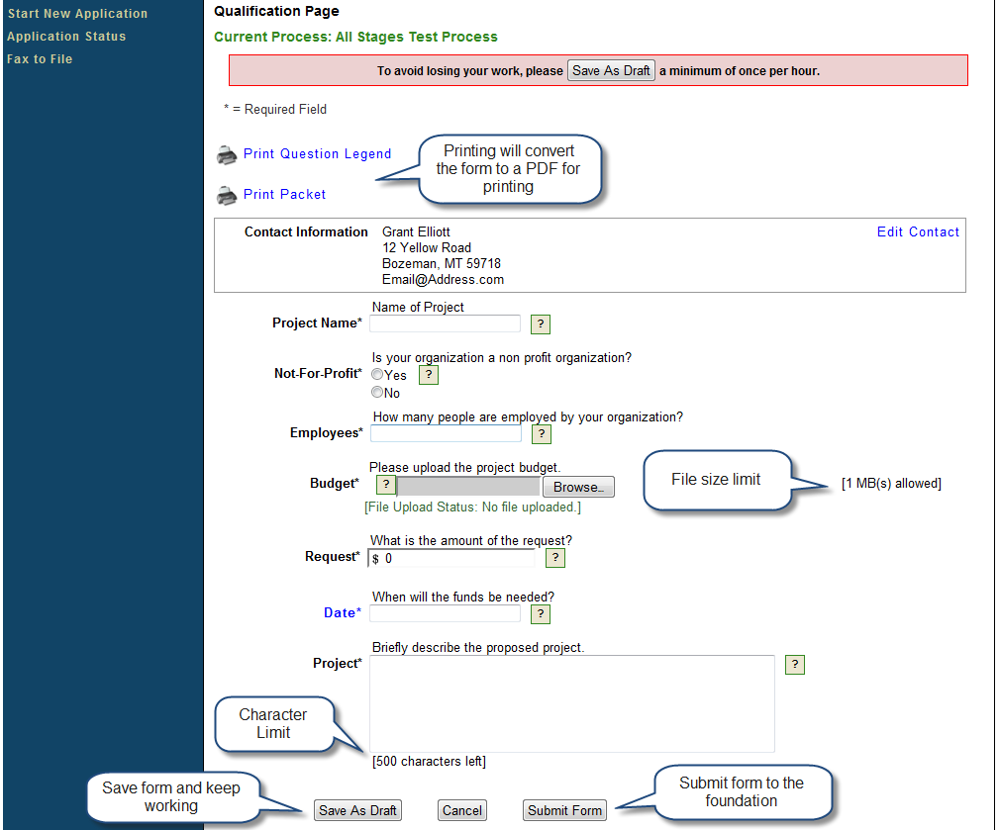 Start New Application
Application Status
Fax to File
Qualification Page
Current Process: All Stages Test Process
To avoid losing your work, please Save As Draft a minimum of once per hour.
* = Required Field
Print Question Legend
Print Packet
Printing will convert
the form to a PDF for
printing
Contact Information Grant Elliott Edit Contact
12 Yellow Road
Bozeman, MT 59718
Email@Address.com
Name of Project
Project Name* ?
Is your organization a non profit organization?
Not-For-Profit* Yes ?
No
How many people are employed by your organization?
Employees* ?
Please upload the project budget.
Budget* ? Browse... File size limit [1 MB(s) allowed]
[File Upload Status: No file uploaded.]
What is the amount of the request?
Request* $ 0 ?
When will the funds be needed?
Date* ?
Briefly describe the proposed project.
Project* ?
Character
Limit
[500 characters left]
Save form and keep
working
Save As Draft Cancel Submit Form
Submit form to the
foundation